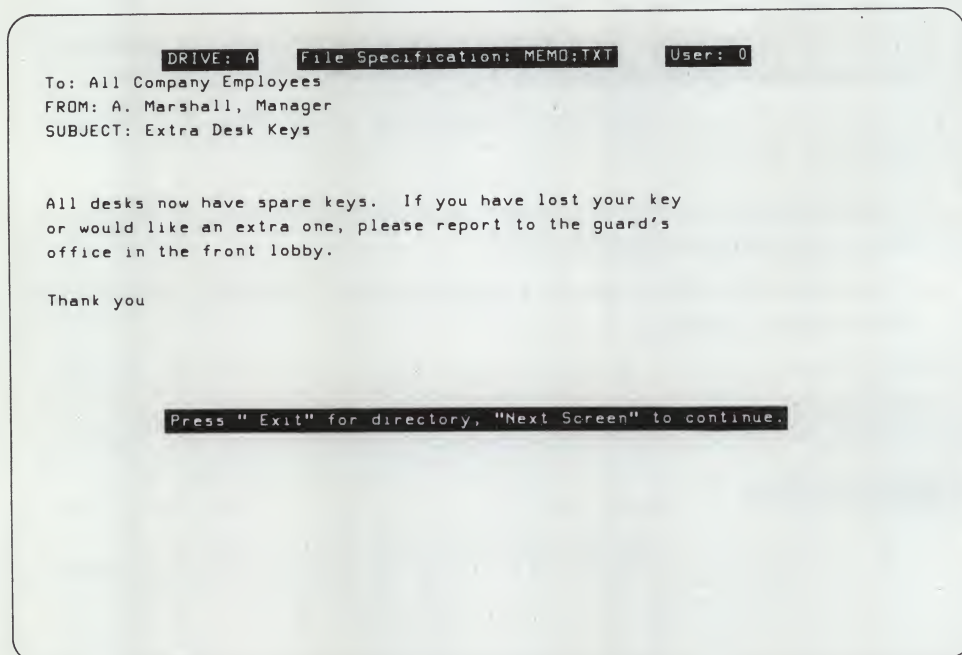 DRIVE: A File Specification: MEMO;TXT User: 0
To: All Company Employees
FROM: A. Marshall, Manager
SUBJECT: Extra Desk Keys
All desks now have spare keys. If you have lost your key
or would like an extra one, please report to the guard's
office in the front lobby.
Thank you
Press " Exit" for directory, "Next Screen" to continue.